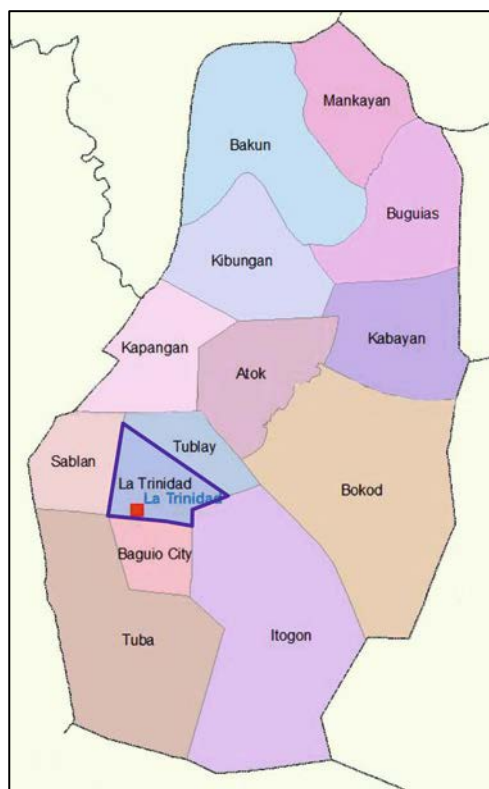 Mankayan
Bakun
Buguias
Kibungan
Kabayan
Kapangan
Atok
Tublay
Sablan
La Trinidad
La Trinidad
Bokod
Baguio City
Itogon
Tuba